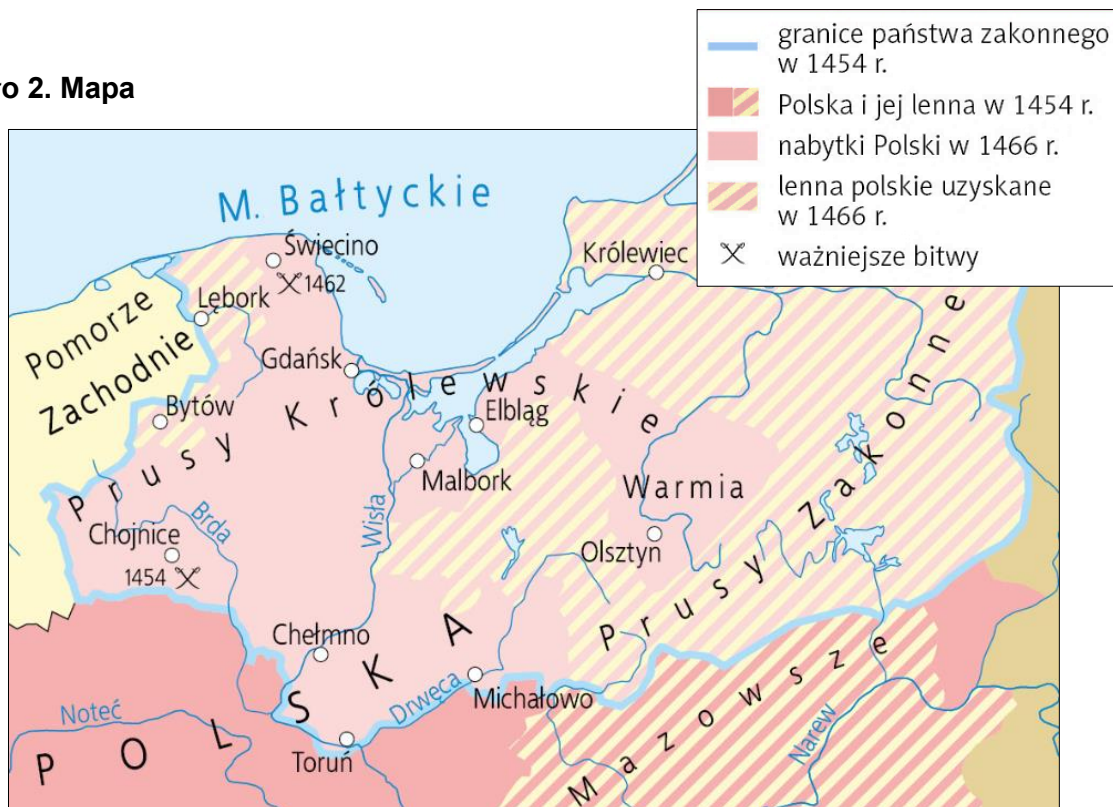 o 2. Mapa
granice państwa zakonnego
w 1454 r.
Polska i jej lenna w 1454 r.
nabytki Polski w 1466 r.
lenna polskie uzyskane
w 1466 r.
ważniejsze bitwy
M. Bałtyckie
Święcino
1462
Królewiec
Lębork
Pomorze
Zachodnie
Gdańsk
Prusy Królewskie
Elbląg
Bytów
Malbork
Warmia
Wisła
Brda
Chojnice
1454
Olsztyn
Prusy Zakonne
Chełmno
Drwęca
Michałowo
Noteć
POLSKA
Toruń
Mazowsze
Narew